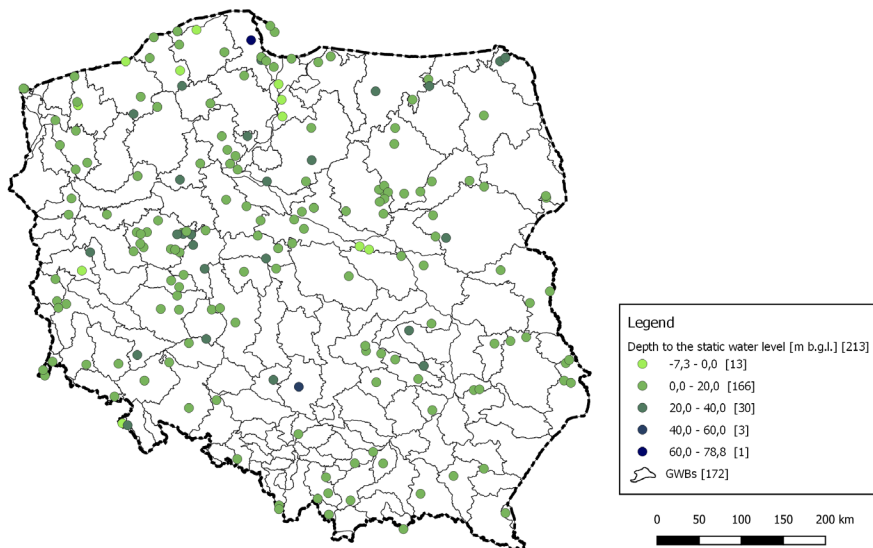 Legend
Depth to the static water level [m b.g.l.] [213]
-7,3 - 0,0 [13]
0,0 - 20,0 [166]
20,0 - 40,0 [30]
40,0 - 60,0 [3]
60,0 - 78,8 [1]
GWBs [172]
0 50 100 150 200 km